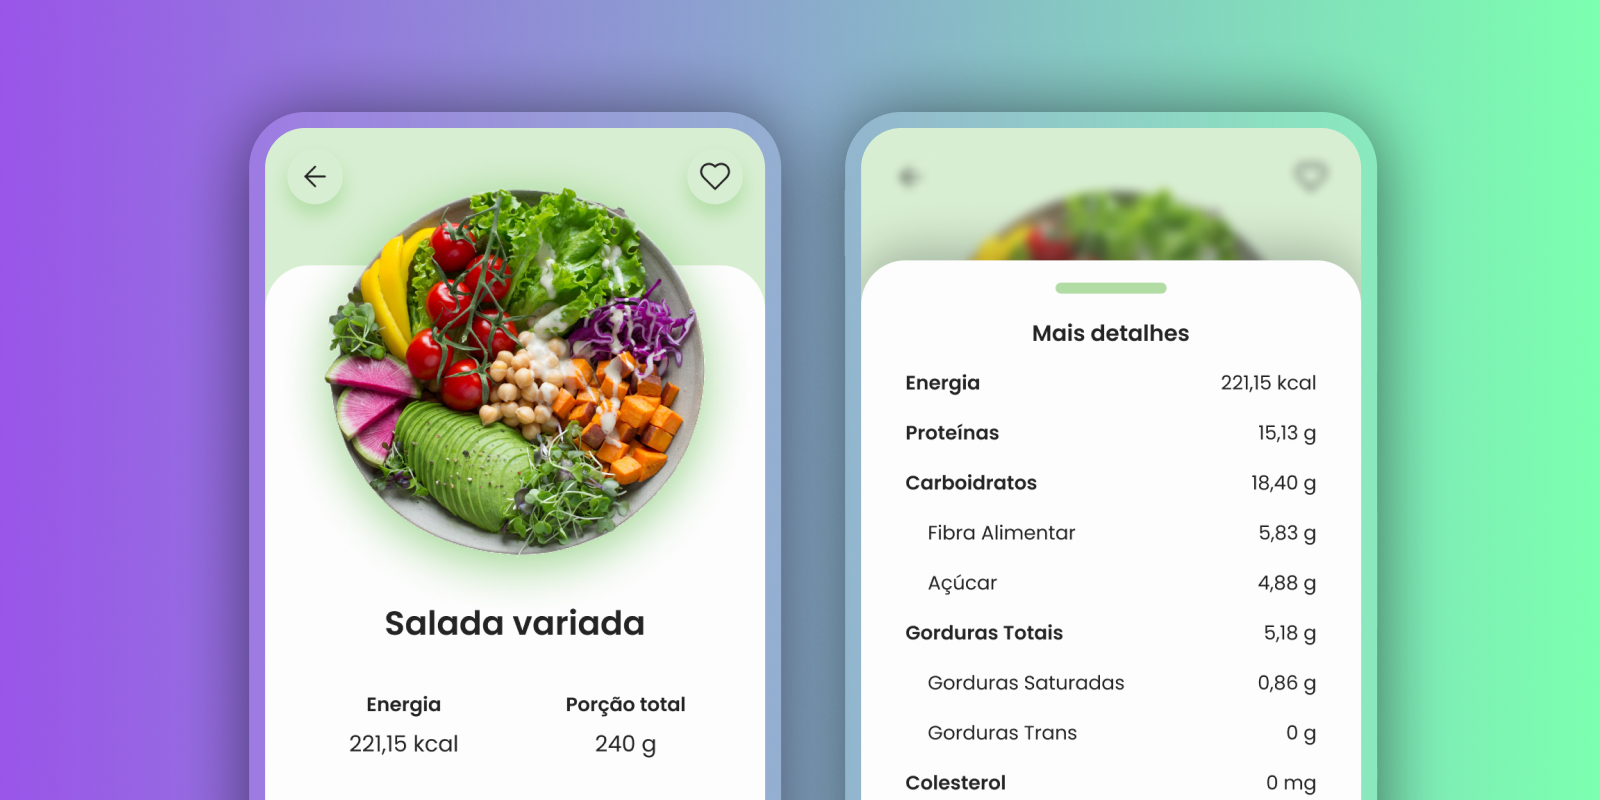 Salada variada
Energia
221,15 kcal
Porção total
240 g
Mais detalhes
Energia 221,15 kcal
Proteínas 15,13 g
Carboidratos 18,40 g
Fibra Alimentar 5,83 g
Açúcar 4,88 g
Gorduras Totais 5,18 g
Gorduras Saturadas 0,86 g
Gorduras Trans 0 g
Colesterol 0 mg